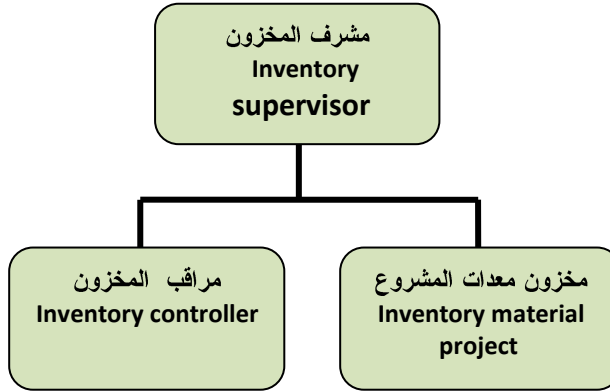 مشرف المخزون
Inventory
supervisor
مراقب المخزون
Inventory controller
مخزون معدات المشروع
Inventory material
project